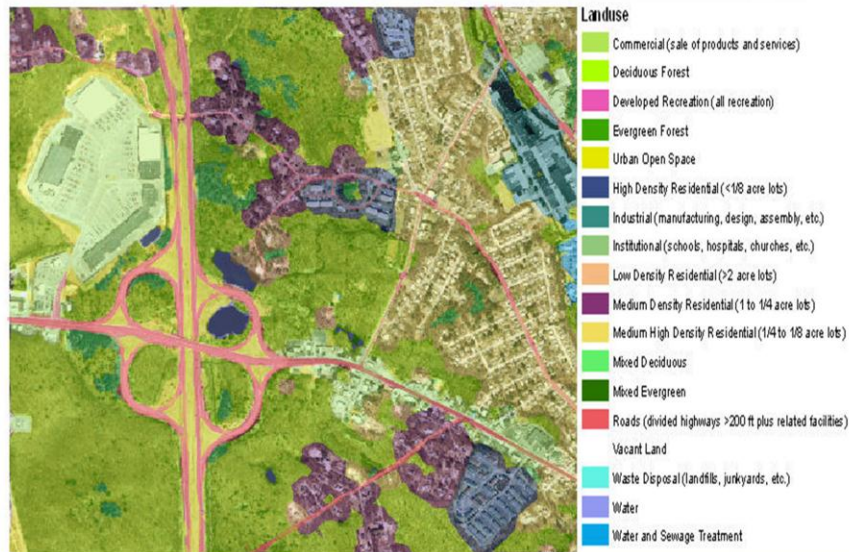 Landuse
Commercial (sale of products and services)
Deciduous Forest
Developed Recreation (all recreation)
Evergreen Forest
Urban Open Space
High Density Residential (<1/8 acre lots)
Industrial (manufacturing, design, assembly, etc.)
Institutional (schools, hospitals, churches, etc.)
Low Density Residential (>2 acre lots)
Medium Density Residential (1 to 1/4 acre lots)
Medium High Density Residential (1/4 to 1/8 acre lots)
Mixed Deciduous
Mixed Evergreen
Roads (divided highways >200 ft plus related facilities)
Vacant Land
Waste Disposal (landfills, junkyards, etc.)
Water
Water and Sewage Treatment